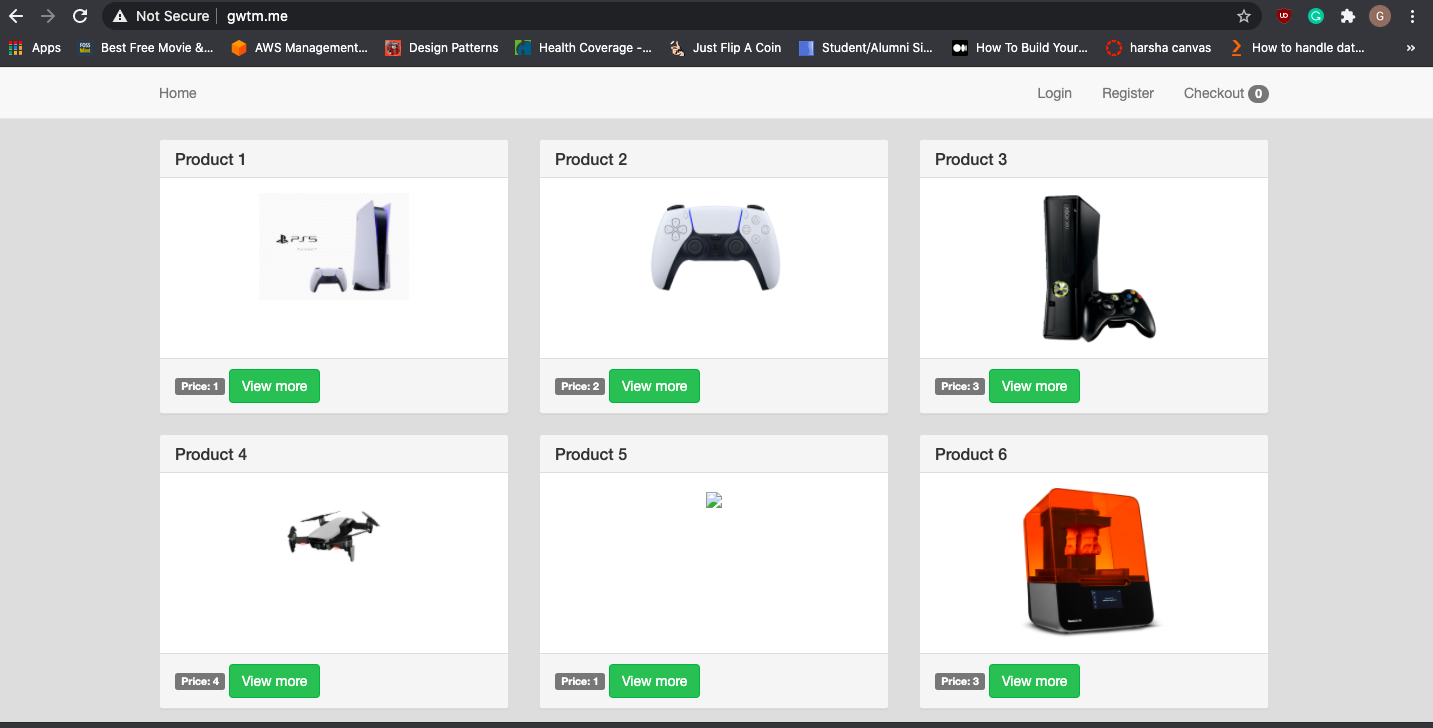 Not Secure gwtm.me
G
Apps Best Free Movie &... AWS Management... Design Patterns Health Coverage -... Just Flip A Coin Student/Alumni Si... How To Build Your... harsha canvas How to handle dat... »
Home Login Register Checkout 0
Product 1 Product 2 Product 3
PS5
XBOX 360
Price: 1 View more Price: 2 View more Price: 3 View more
Product 4 Product 5 Product 6
Price: 4 View more Price: 1 View more Price: 3 View more